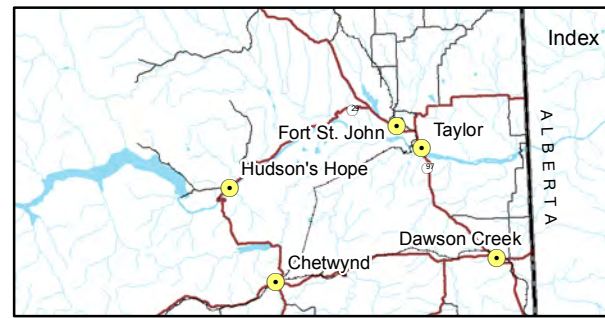 Index
29
Fort St. John
Taylor
Hudson's Hope
97
ALBERTA
Dawson Creek
Chetwynd